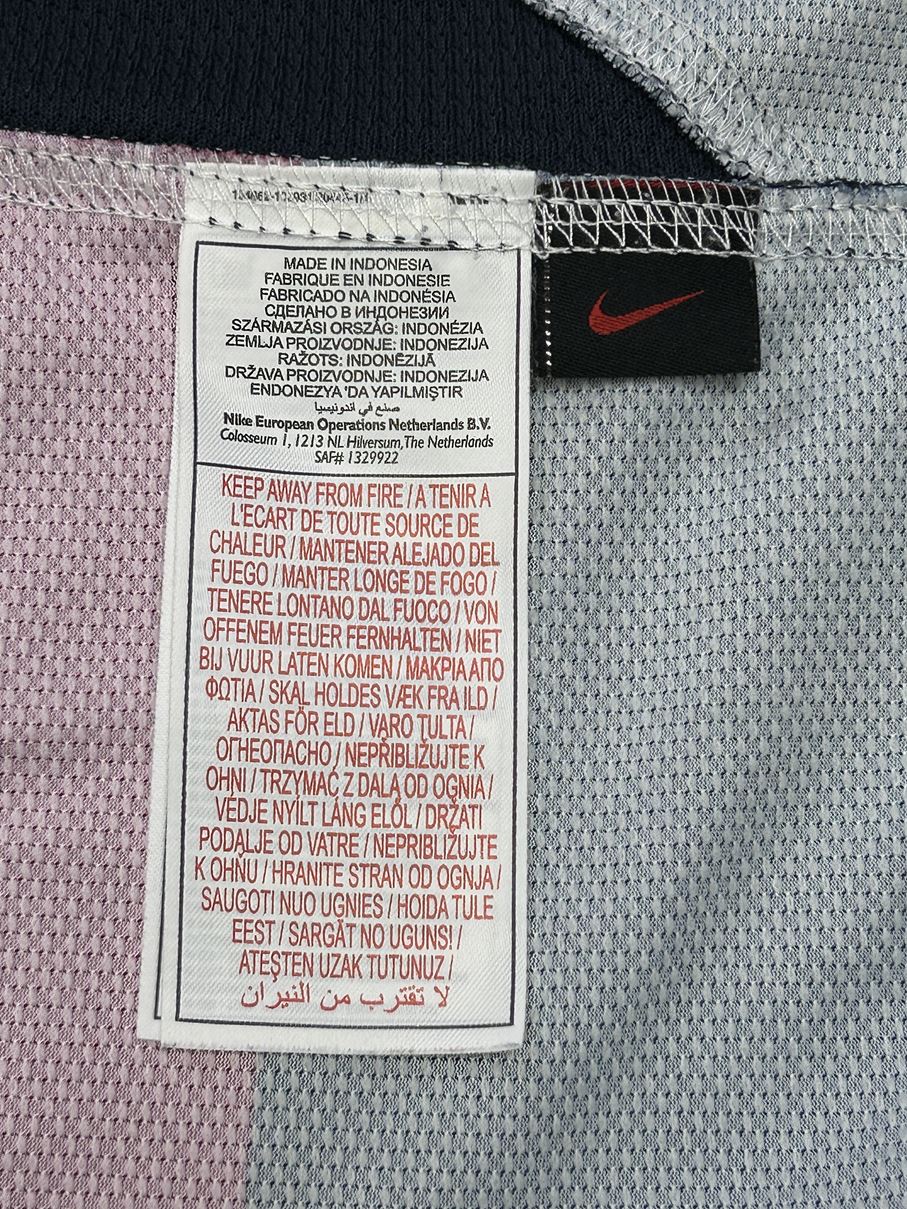 MADE IN INDONESIA
FABRIQUE EN INDONESIE
FABRICADO NA INDONÉSIA
СДЕЛАНО В ИНДОНЕЗИИ
SZÁRMAZÁSI ORSZÁG: INDONÉZIA
ZEMLJA PROIZVODNJE: INDONEZIJA
RAŽOTS: INDONĒZIJĀ
DRŽAVA PROIZVODNJE: INDONEZIJA
ENDONEZYA 'DA YAPILMIŞTIR
صنع في اندونيسيا
Nike European Operations Netherlands B.V.
Colosseum 1, 1213 NL Hilversum, The Netherlands
SAF# 1329922
KEEP AWAY FROM FIRE / A TENIR A
L'ECART DE TOUTE SOURCE DE
CHALEUR / MANTENER ALEJADO DEL
FUEGO / MANTER LONGE DE FOGO /
TENERE LONTANO DAL FUOCO / VON
OFFENEM FEUER FERNHALTEN / NIET
BIJ VUUR LATEN KOMEN / ΜΑΚΡΙΑ ΑΠΟ
ΦΩΤΙΑ / SKAL HOLDES VÆK FRA ILD /
AKTAS FÖR ELD / VARO TULTA /
ОГНЕОПАСНО / NEPŘIBLIŽUJTE K
OHNI / TRZYMAĆ Z DALA OD OGNIA /
VÉDJE NYÍLT LÁNG ELŐL / DRŽATI
PODALJE OD VATRE / NEPRIBLIŽUJTE
K OHŇU / HRANITE STRAN OD OGNJA /
SAUGOTI NUO UGNIES / HOIDA TULE
EEST / SARGĀT NO UGUNS! /
ATEŞTEN UZAK TUTUNUZ /
لا تقترب من النيران